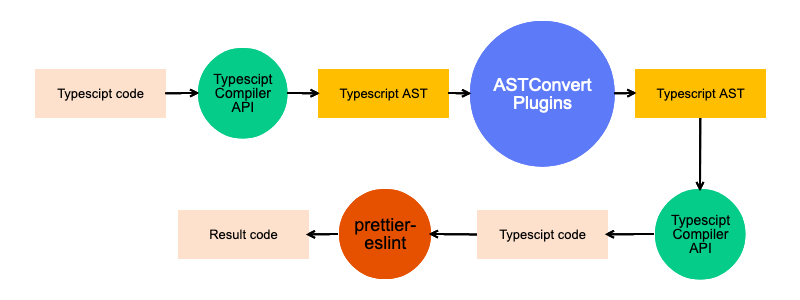 Typescipt code
Typescipt
Compiler
API
Typescript AST
ASTConvert
Plugins
Typescript AST
Result code
prettier-
eslint
Typescipt code
Typescipt
Compiler
API